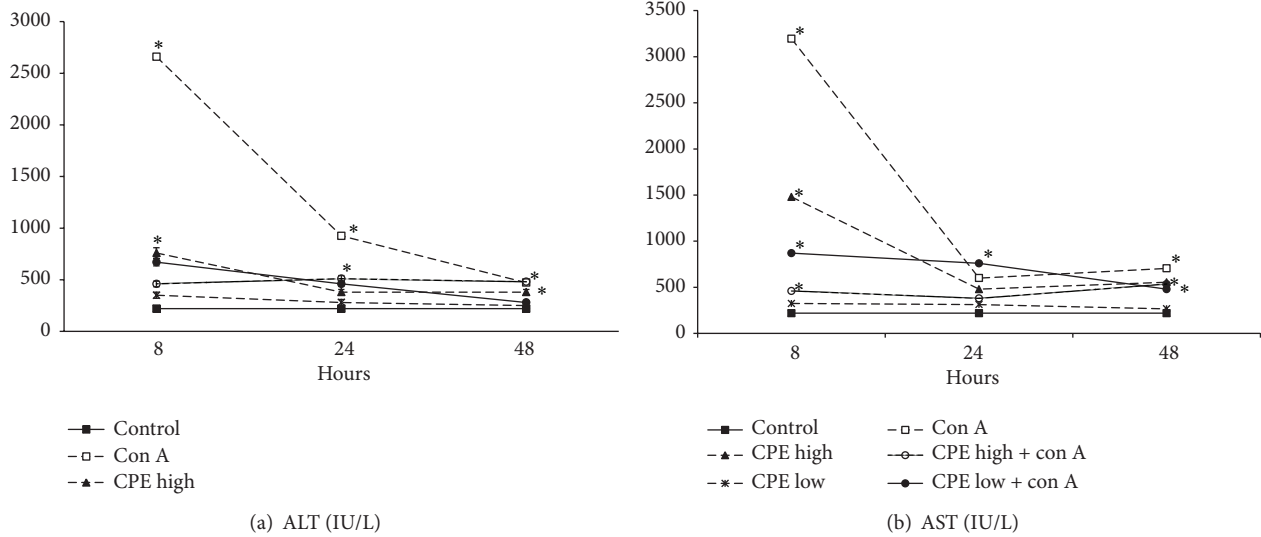 3000
2500
2000
1500
1000
500
0
*
*
*
*
*
*
8
24
48
Hours
Control
Con A
CPE high
(a) ALT (IU/L)
3500
3000
2500
2000
1500
1000
500
0
*
*
*
*
*
*
*
*
8
24
48
Hours
Control
CPE high
CPE low
Con A
CPE high + con A
CPE low + con A
(b) AST (IU/L)